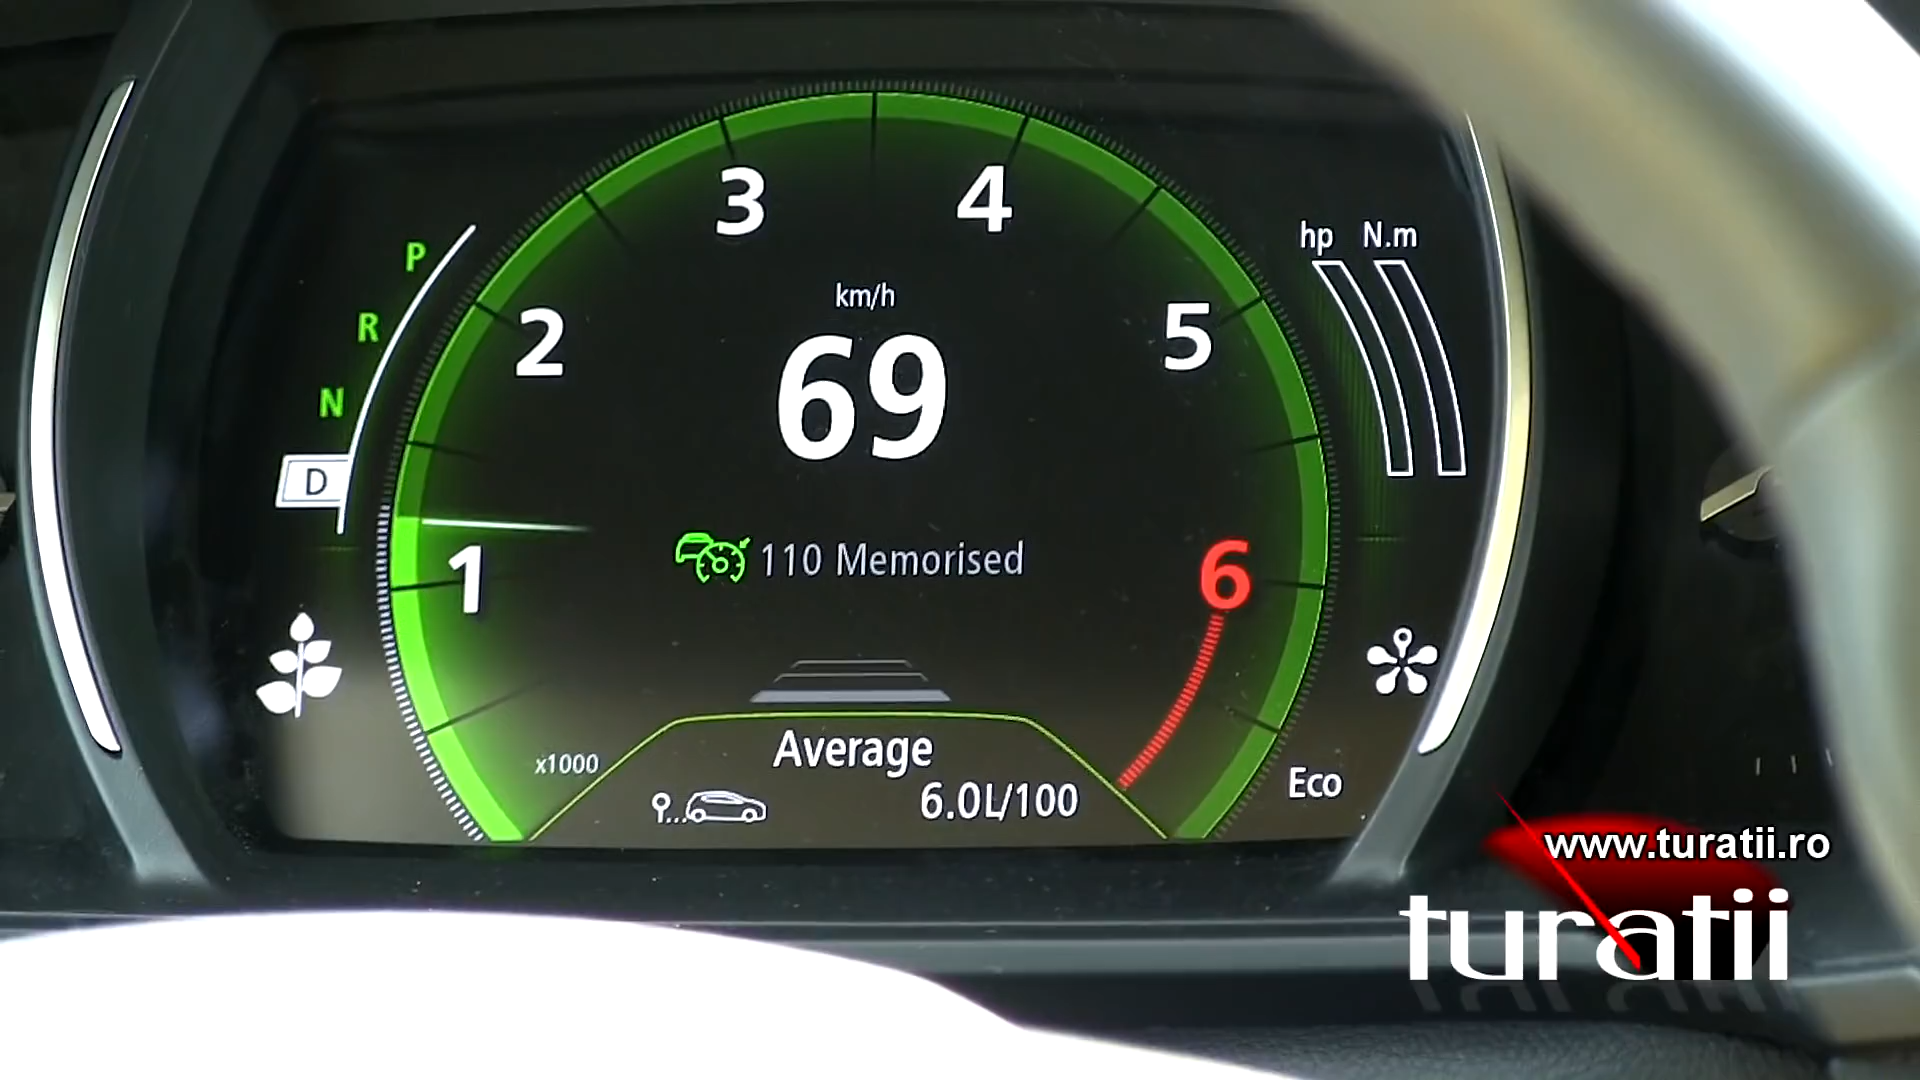 3 4
hp N.m
P
km/h
R
2 5
69
N
D
110 Memorised
1 6
Average
x1000
6.0L/100
Eco
www.turatii.ro
turatii